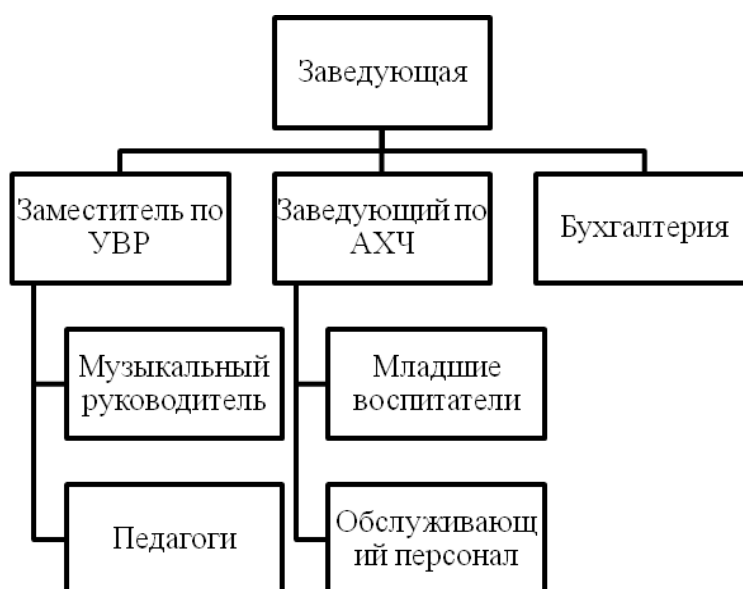 Заведующая
Заместитель по
УВР
Заведующий по
АХЧ
Бухгалтерия
Музыкальный
руководитель
Младшие
воспитатели
Педагоги
Обслуживающ
ий персонал